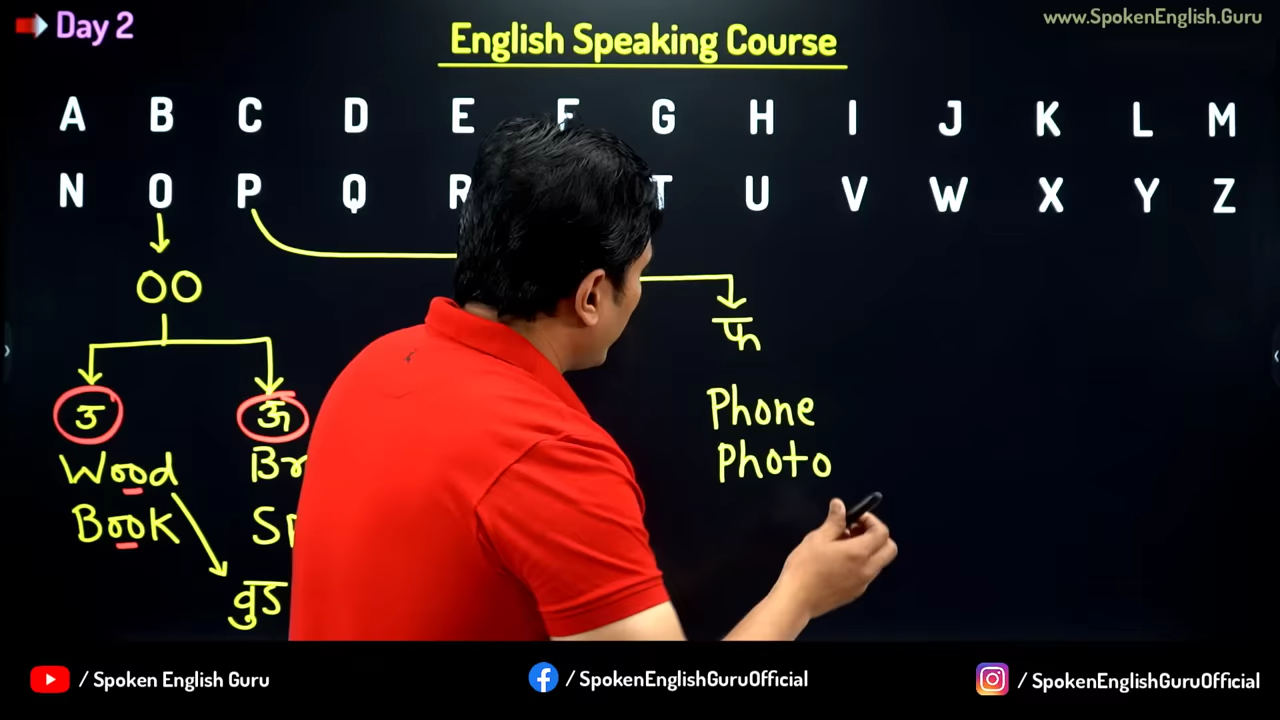 Day 2
English Speaking Course
www.SpokenEnglish.Guru
A B C D E F G H I J K L M
N O P Q R T U V W X Y Z
OO
फ
उ ऊ
Phone
Photo
Wood
Book
वुड
/ Spoken English Guru
/ SpokenEnglishGuruOfficial
/ SpokenEnglishGuruOfficial